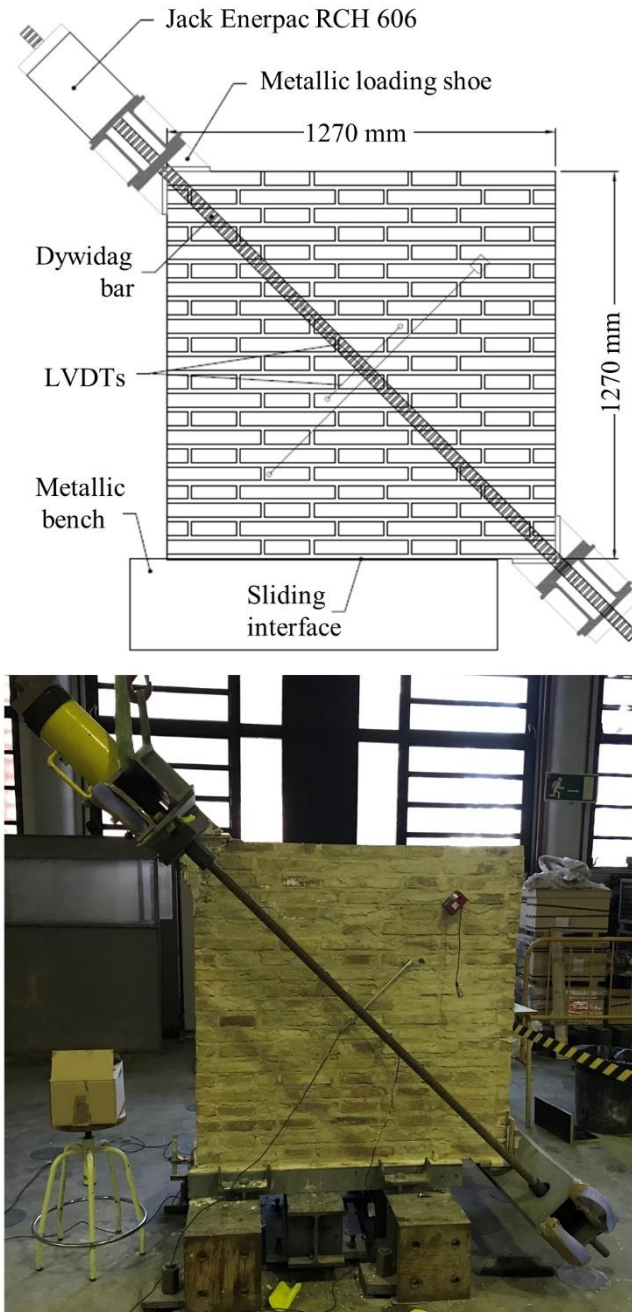 Jack Enerpac RCH 606
Metallic loading shoe
1270 mm
Dywidag
bar
LVDTs
1270 mm
Metallic
bench
Sliding
interface